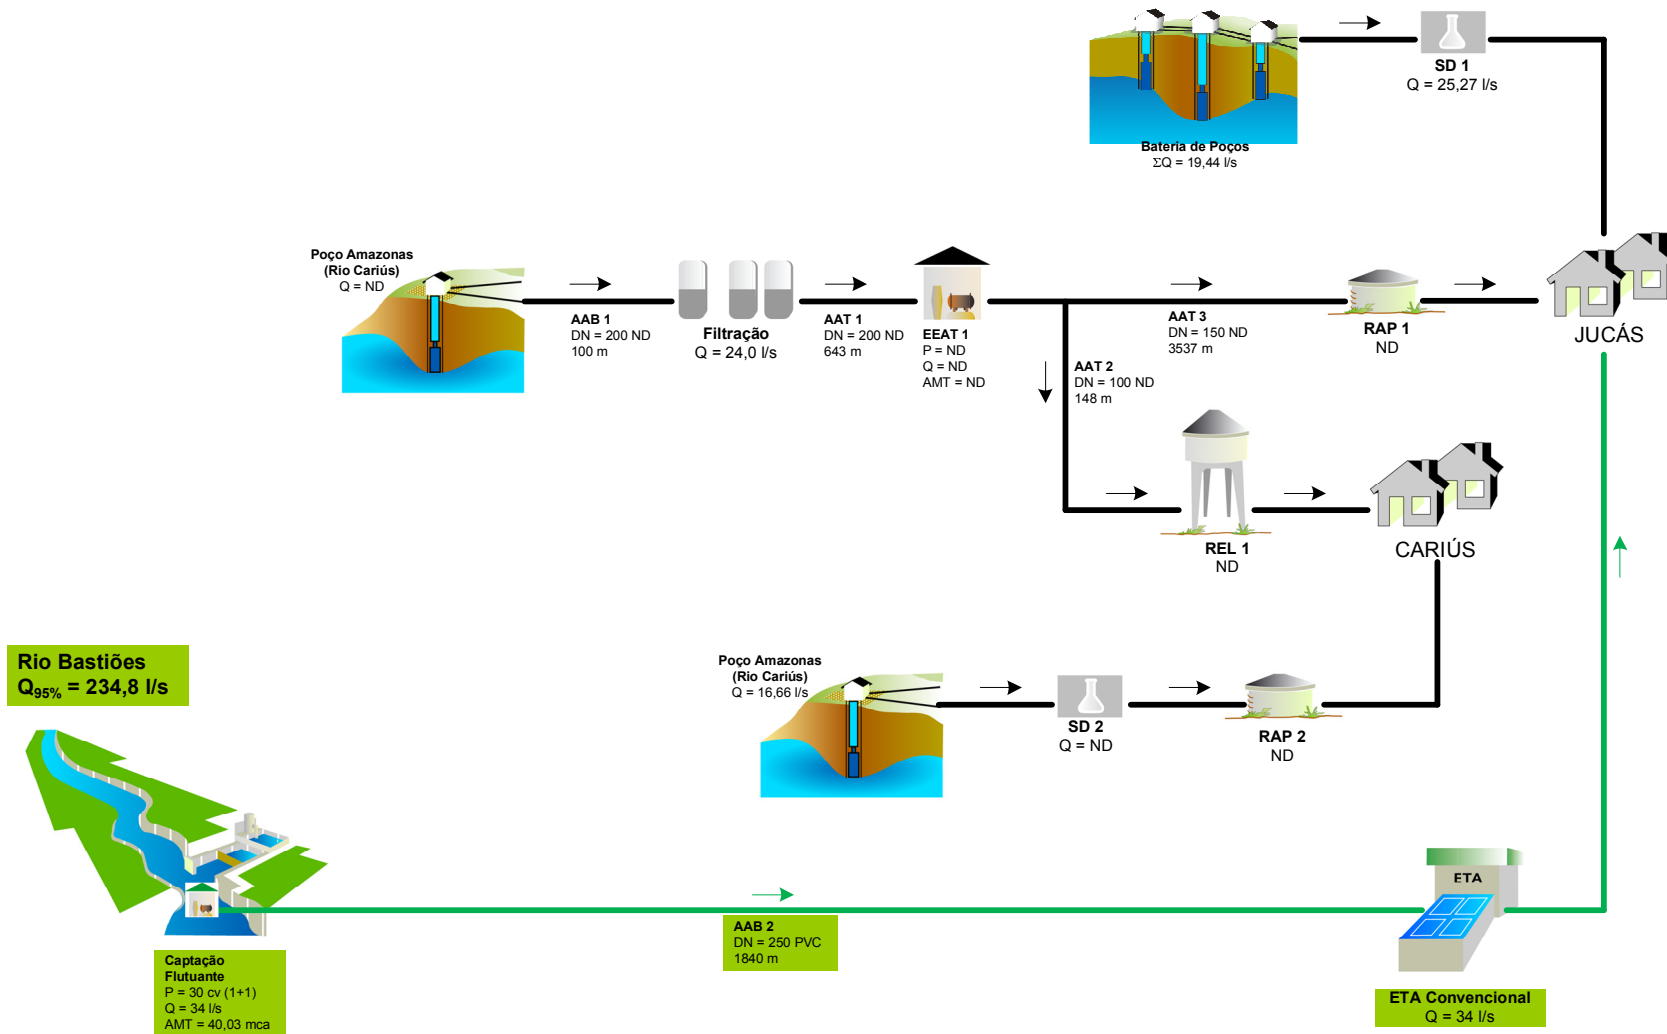 SD 1
Q = 25,27 l/s
Bateria de Poços
ΣQ = 19,44 l/s
Poço Amazonas
(Rio Cariús)
Q = ND
AAB 1
DN = 200 ND
100 m
Filtração
Q = 24,0 l/s
AAT 1
DN = 200 ND
643 m
EEAT 1
P = ND
Q = ND
AMT = ND
AAT 3
DN = 150 ND
3537 m
RAP 1
ND
JUCÁS
AAT 2
DN = 100 ND
148 m
REL 1
ND
CARIÚS
Rio Bastiões
Q95% = 234,8 l/s
Poço Amazonas
(Rio Cariús)
Q = 16,66 l/s
SD 2
Q = ND
RAP 2
ND
ETA
AAB 2
DN = 250 PVC
1840 m
Captação
Flutuante
P = 30 cv (1+1)
Q = 34 l/s
AMT = 40,03 mca
ETA Convencional
Q = 34 l/s